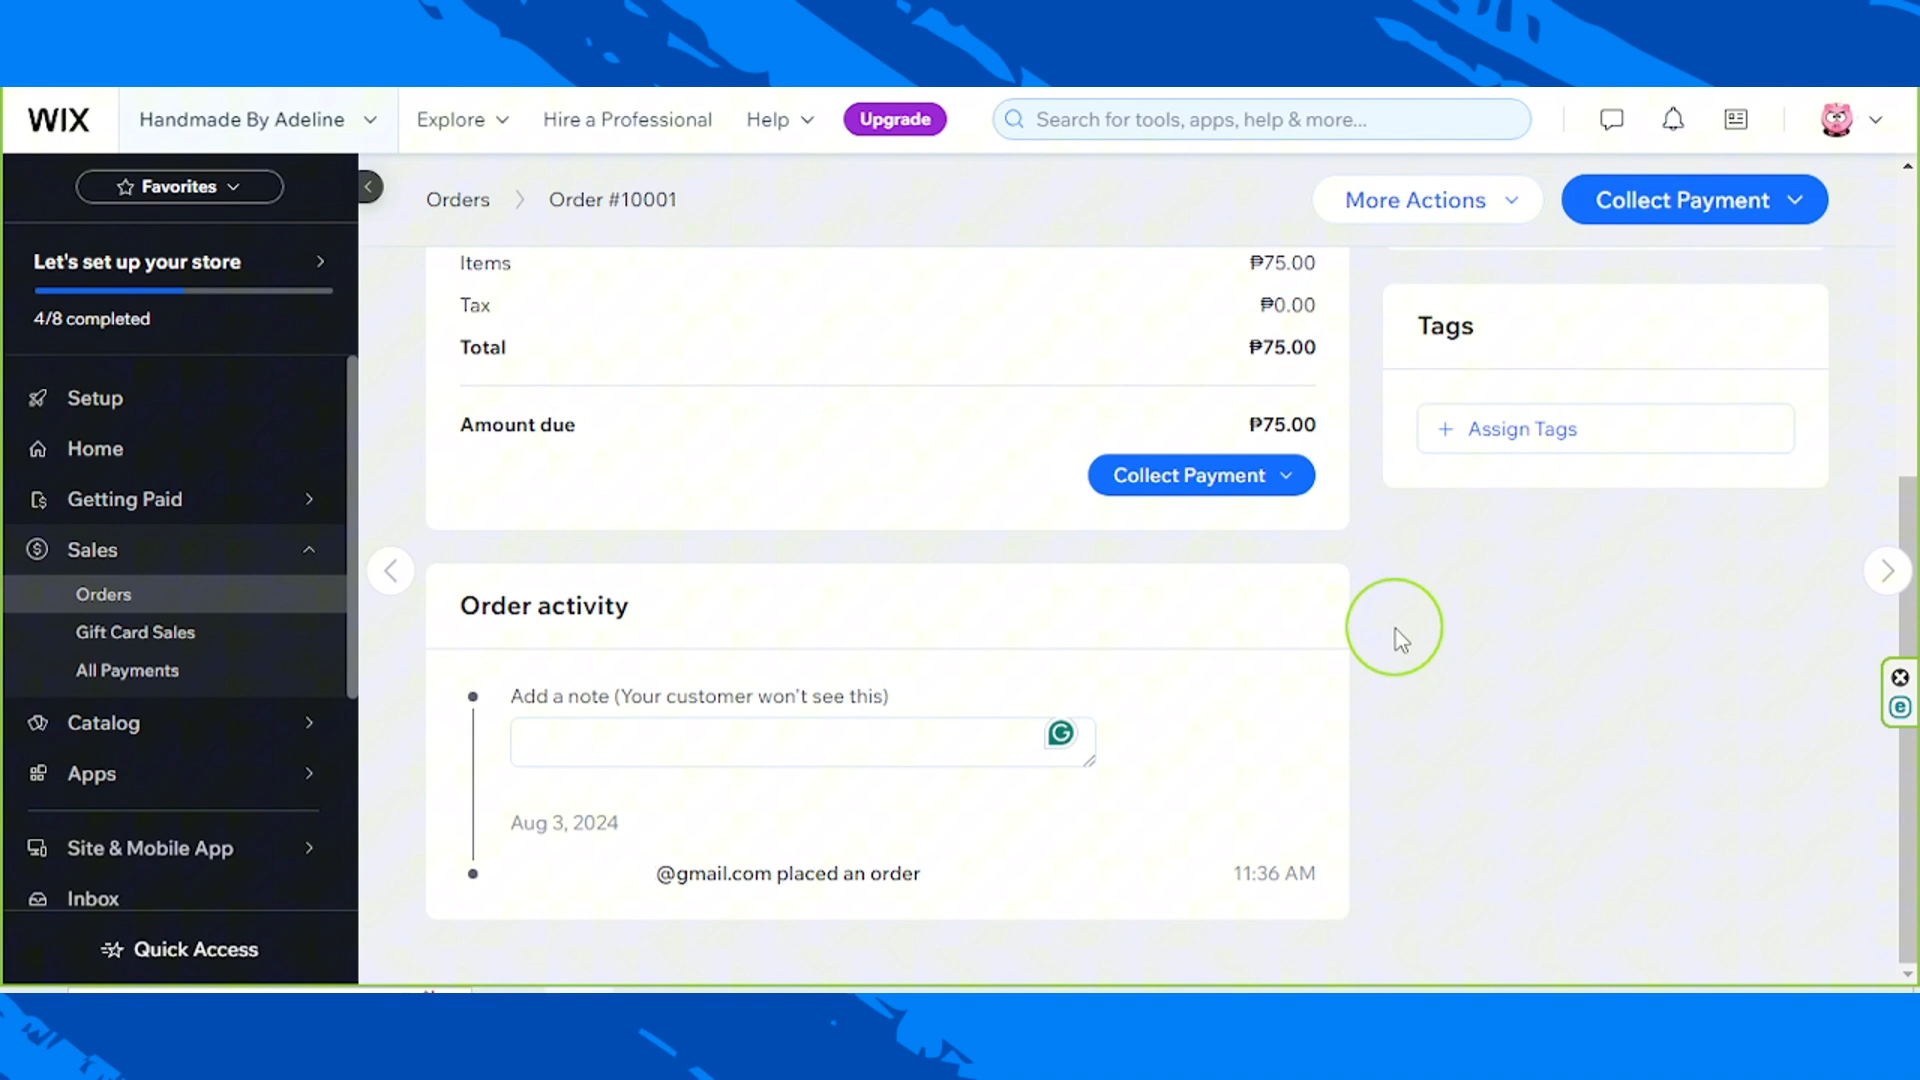 WIX
Handmade By Adeline
Explore
Hire a Professional
Help
Upgrade
Search for tools, apps, help & more...
Favorites
Let's set up your store
4/8 completed
Setup
Home
Getting Paid
Sales
Orders
Gift Card Sales
All Payments
Catalog
Apps
Site & Mobile App
Inbox
Quick Access
Orders
Order #10001
More Actions
Collect Payment
Items ₱75.00
Tax ₱0.00
Total ₱75.00
Amount due ₱75.00
Collect Payment
Tags
+ Assign Tags
Order activity
Add a note (Your customer won't see this)
Aug 3, 2024
@gmail.com placed an order 11:36 AM